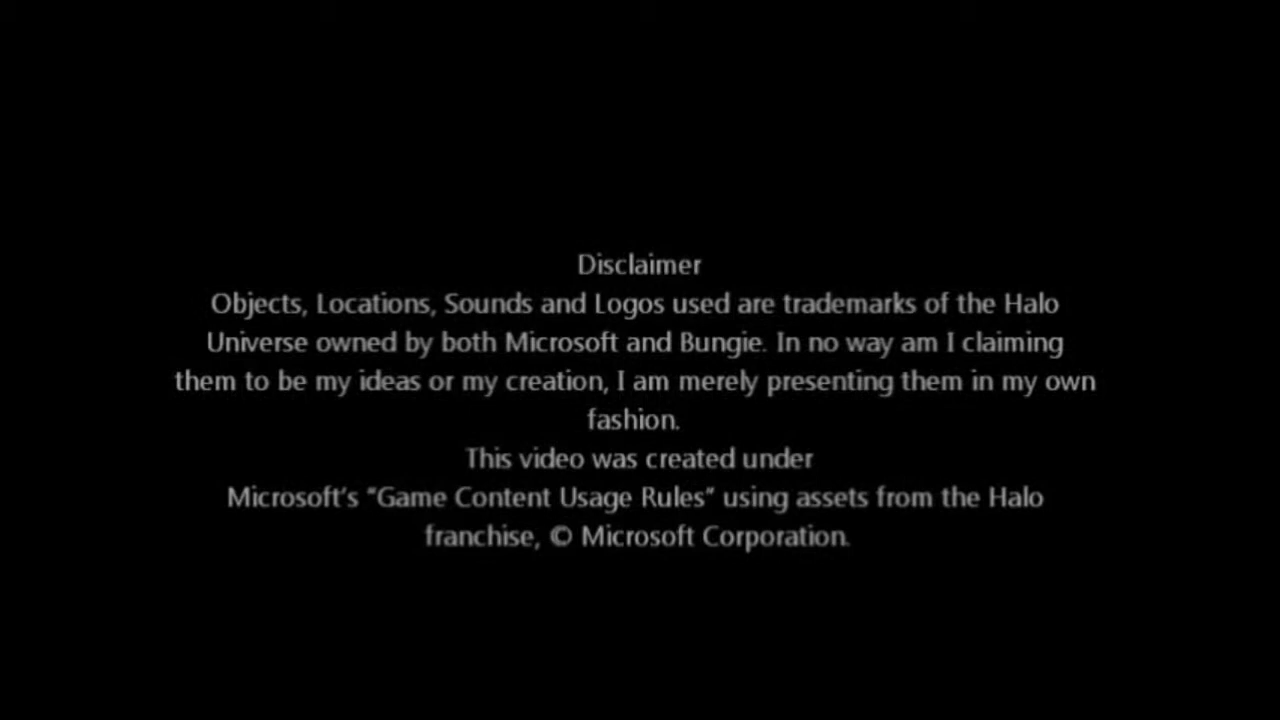 Disclaimer
Objects, Locations, Sounds and Logos used are trademarks of the Halo
Universe owned by both Microsoft and Bungie. In no way am I claiming
them to be my ideas or my creation, I am merely presenting them in my own
fashion.
This video was created under
Microsoft’s “Game Content Usage Rules” using assets from the Halo
franchise, © Microsoft Corporation.